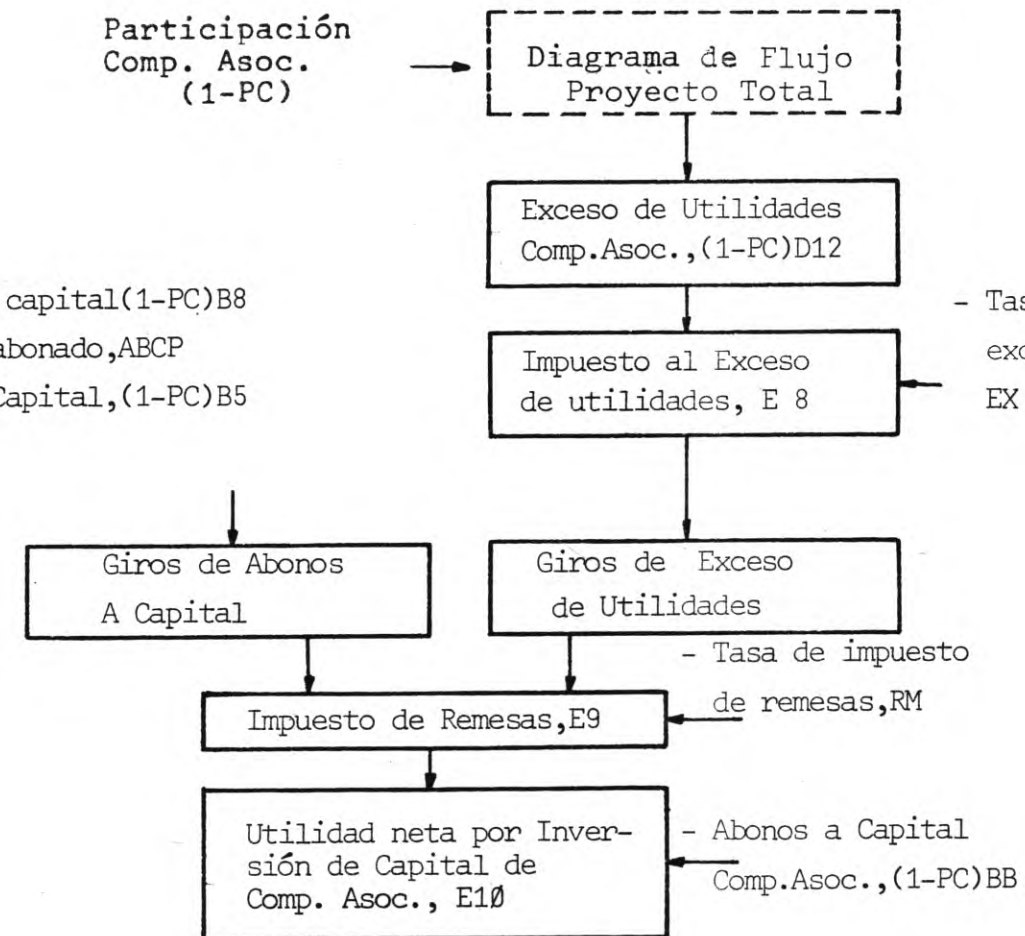 Participación
Comp. Asoc.
(1-PC)
Diagrama de Flujo
Proyecto Total
Exceso de Utilidades
Comp.Asoc.,(1-PC)D12
capital(1-PC)B8
abonado,ABCP
Capital,(1-PC)B5
Impuesto al Exceso
de utilidades, E 8
- Tas
exc
EX
Giros de Abonos
A Capital
Giros de Exceso
de Utilidades
- Tasa de impuesto
de remesas,RM
Impuesto de Remesas,E9
Utilidad neta por Inver-
sión de Capital de
Comp. Asoc., E1Ø
- Abonos a Capital
Comp.Asoc.,(1-PC)BB